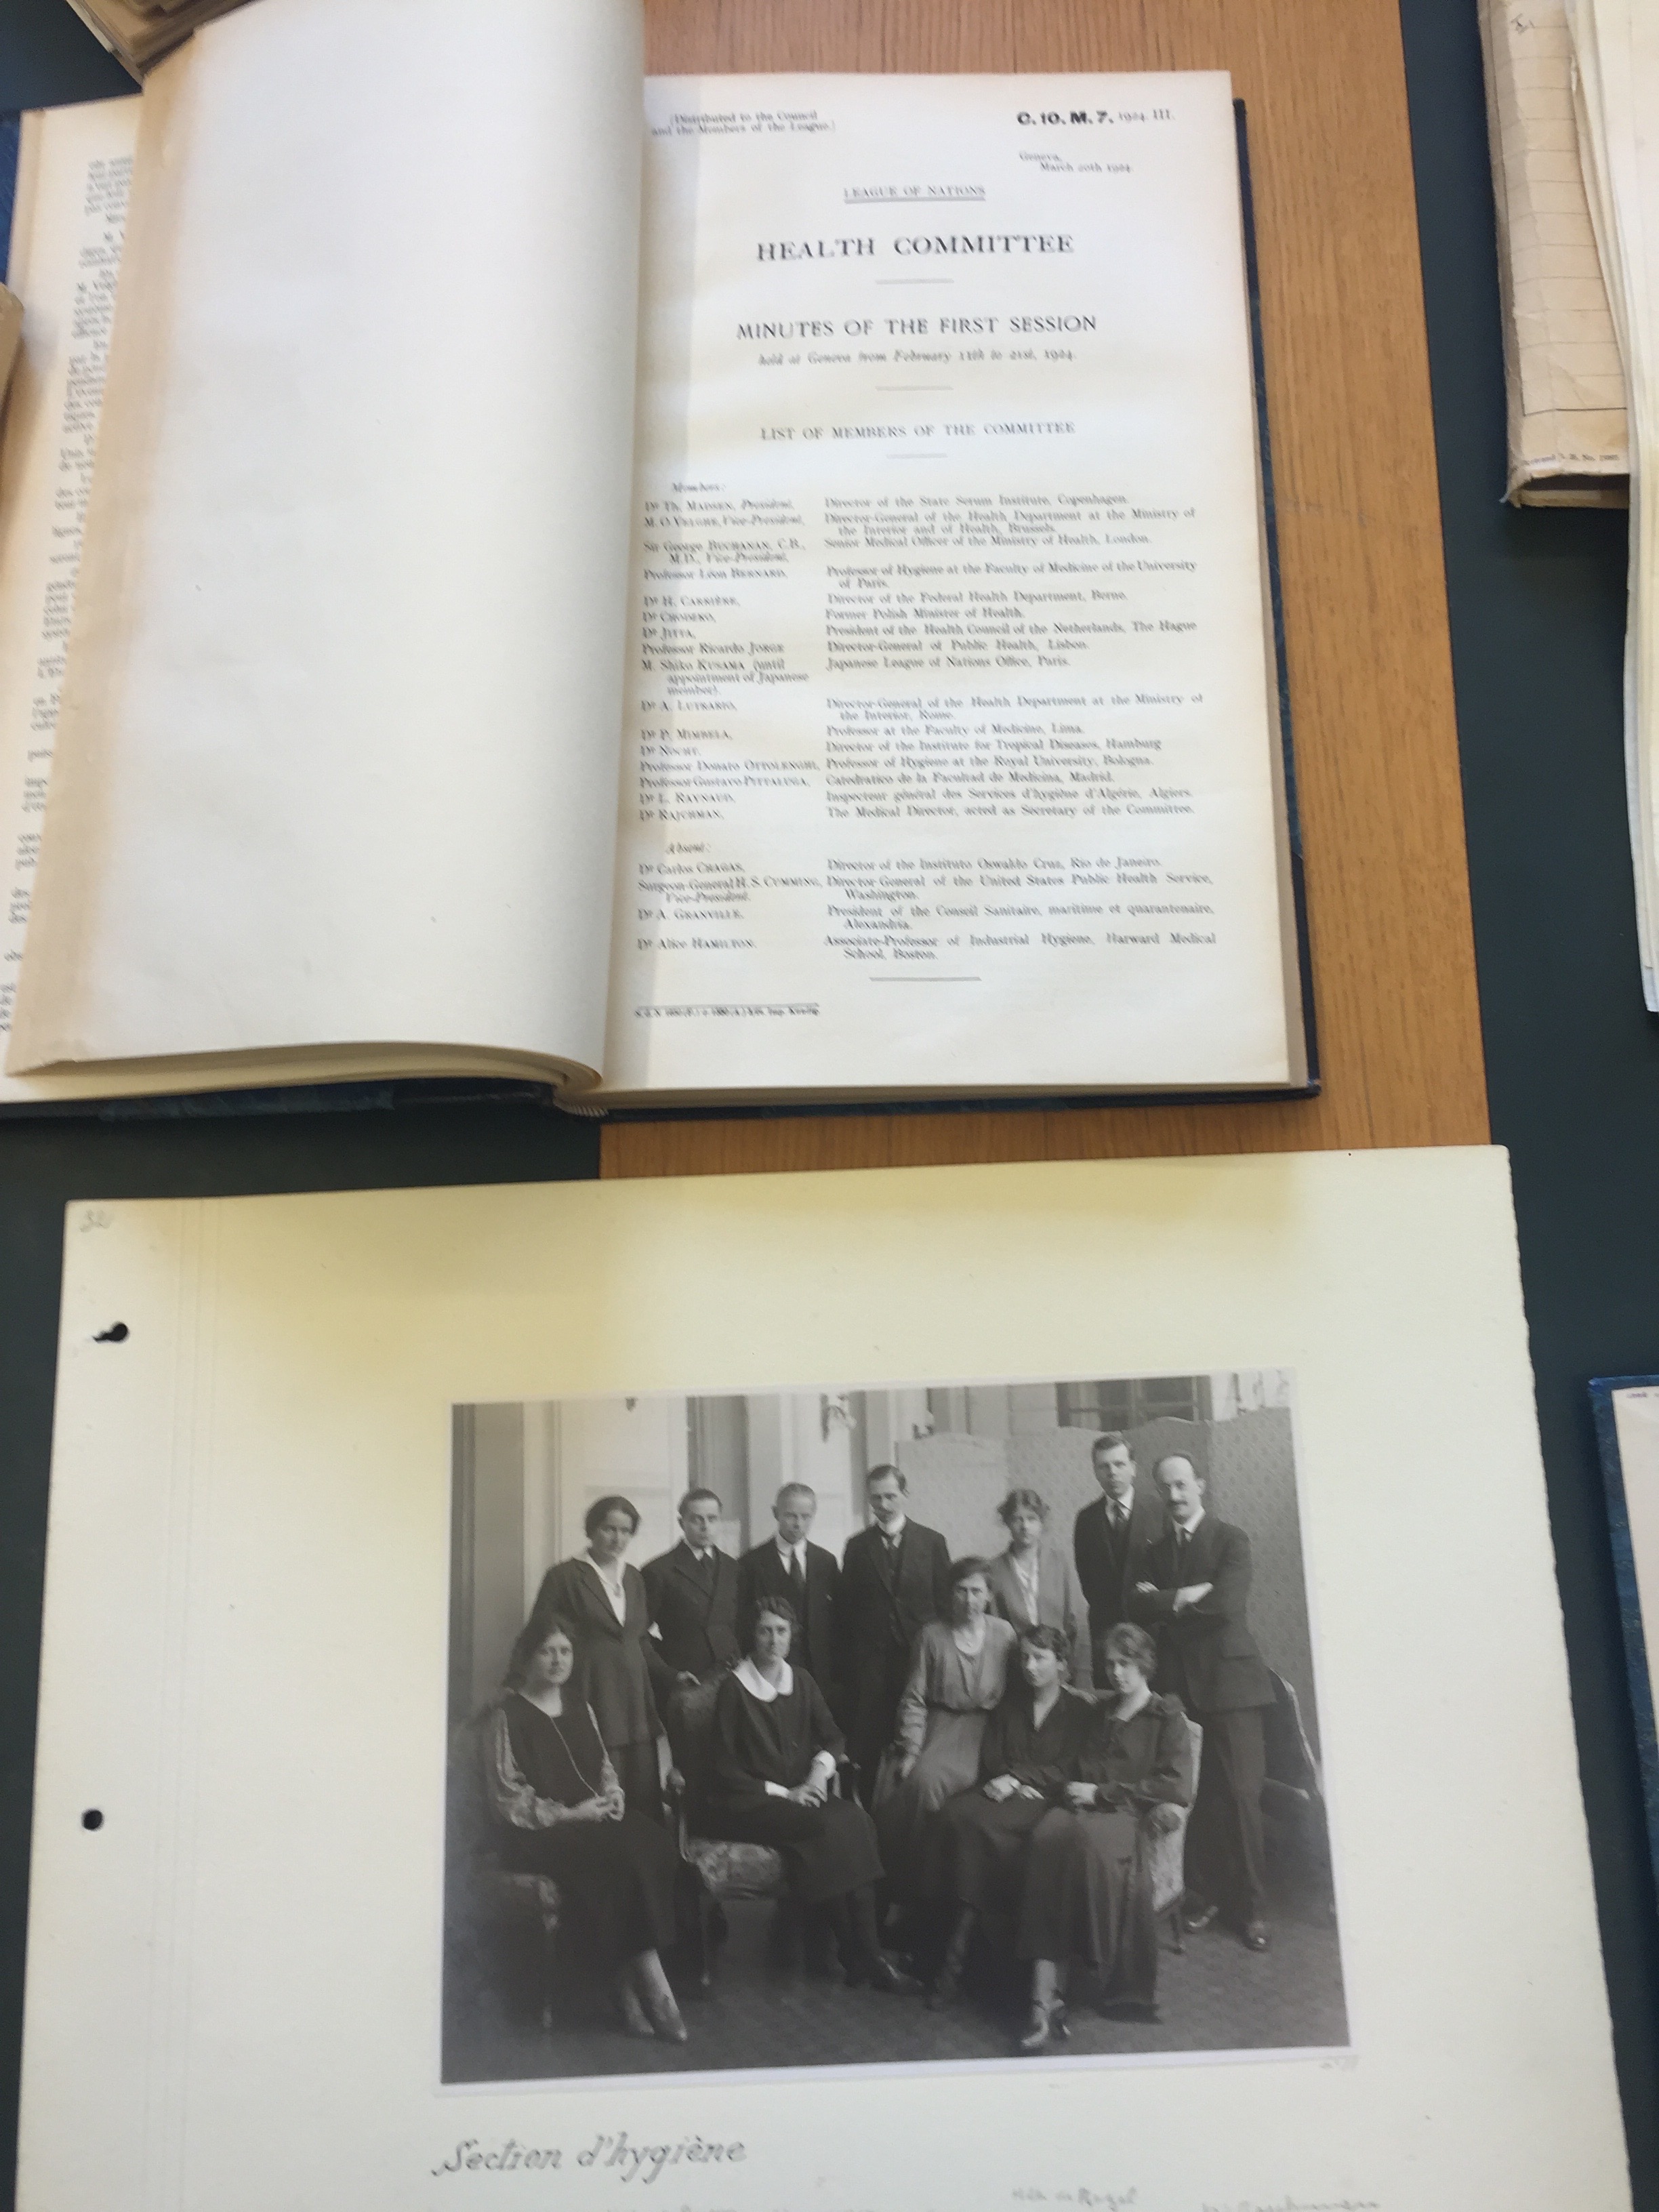 (Distributed to the Council
and the Members of the League.)
C. 10. M. 7. 1924. III.
Geneva,
March 20th 1924.
LEAGUE OF NATIONS
HEALTH COMMITTEE
MINUTES OF THE FIRST SESSION
held at Geneva from February 11th to 21st, 1924.
LIST OF MEMBERS OF THE COMMITTEE
Members:
Dr Th. MADSEN, President, Director of the State Serum Institute, Copenhagen.
M. O. VELGHE, Vice-President, Director-General of the Health Department at the Ministry of
the Interior and of Health, Brussels.
Sir George BUCHANAN, C.B., Senior Medical Officer of the Ministry of Health, London.
M.D., Vice-President,
Professor Léon BERNARD, Professor of Hygiene at the Faculty of Medicine of the University
of Paris.
Dr H. CARRIÈRE, Director of the Federal Health Department, Berne.
Dr CHODZKO, Former Polish Minister of Health.
Dr JITTA, President of the Health Council of the Netherlands, The Hague
Professor Ricardo JORGE Director-General of Public Health, Lisbon.
M. Shiko KUSAMA (until Japanese League of Nations Office, Paris.
appointment of Japanese
member).
Dr A. LUTRARIO, Director-General of the Health Department at the Ministry of
the Interior, Rome.
Dr P. MIMBELA, Professor at the Faculty of Medicine, Lima.
Dr NOCHT, Director of the Institute for Tropical Diseases, Hamburg
Professor Donato OTTOLENGHI, Professor of Hygiene at the Royal University, Bologna.
Professor Gustavo PITTALUGA, Catedratico de la Facultad de Medicina, Madrid.
Dr L. RAYNAUD, Inspecteur général des Services d'hygiène d'Algérie, Algiers.
Dr RAJCHMAN, The Medical Director, acted as Secretary of the Committee.
Absent:
Dr Carlos CHAGAS, Director of the Instituto Oswaldo Cruz, Rio de Janeiro.
Surgeon-General H. S. CUMMING, Director-General of the United States Public Health Service,
Vice-President. Washington.
Dr A. GRANVILLE, President of the Conseil Sanitaire, maritime et quarantenaire,
Alexandria.
Dr Alice HAMILTON. Associate-Professor of Industrial Hygiene, Harward Medical
School, Boston.
Section d'hygiène